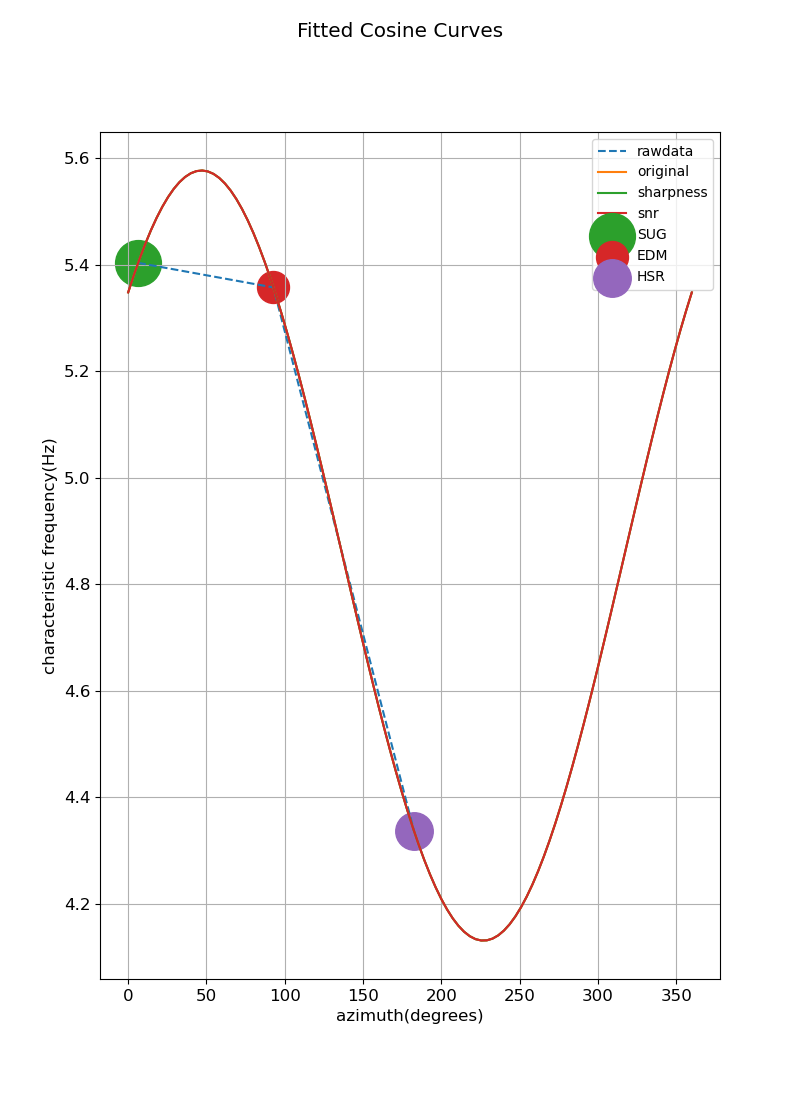 Fitted Cosine Curves
rawdata
original
sharpness
snr
SUG
EDM
HSR
5.6
5.4
5.2
5.0
4.8
4.6
4.4
4.2
characteristic frequency(Hz)
0 50 100 150 200 250 300 350
azimuth(degrees)